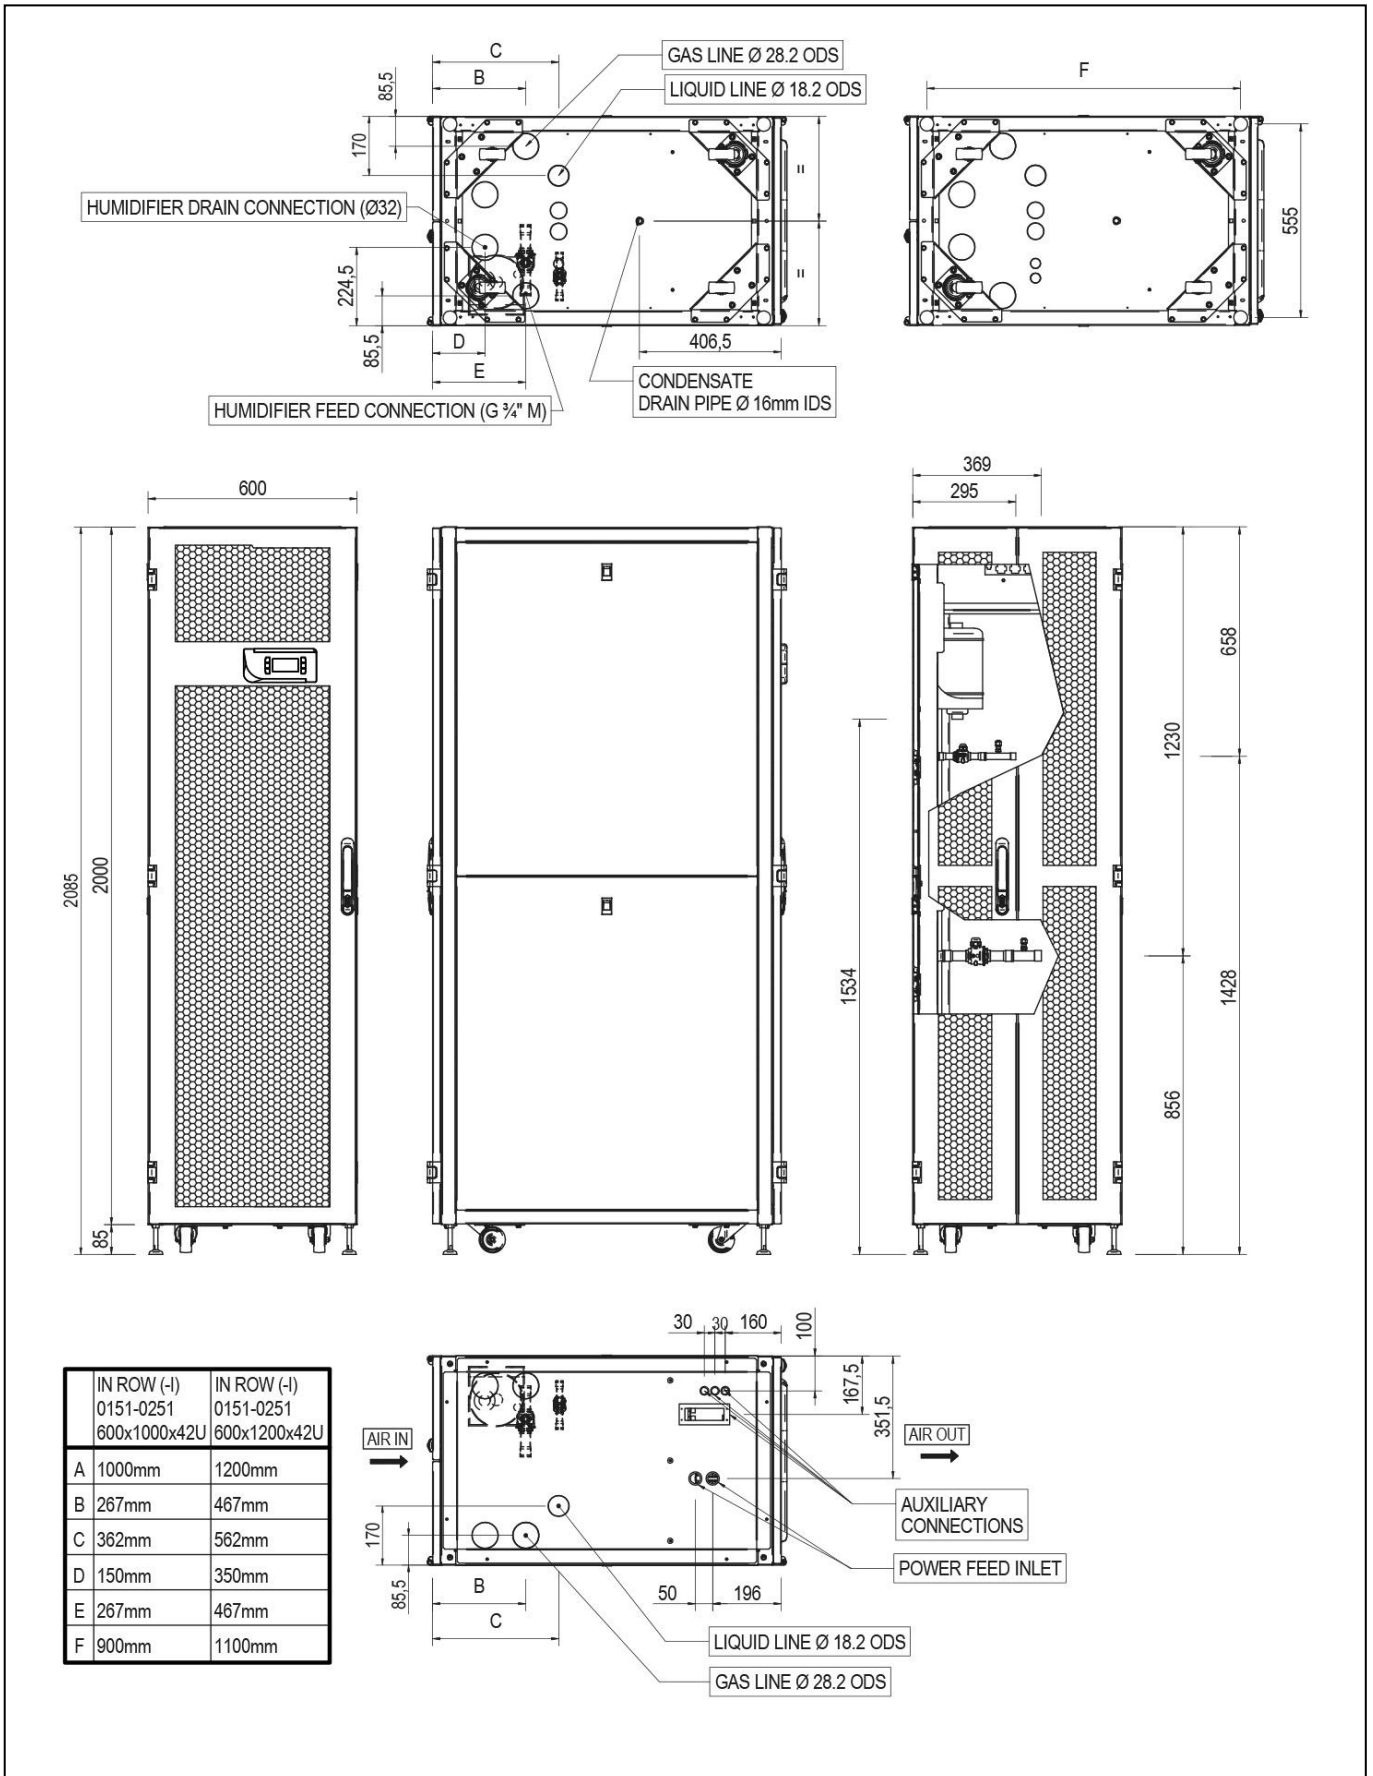 C
GAS LINE Ø 28.2 ODS
B
LIQUID LINE Ø 18.2 ODS
F
85,5
170
=
=
HUMIDIFIER DRAIN CONNECTION (Ø32)
555
224,5
85,5
D
E
406,5
CONDENSATE
DRAIN PIPE Ø 16mm IDS
HUMIDIFIER FEED CONNECTION (G ¾" M)
600
369
295
2085
2000
85
1534
658
1230
1428
856
30
30
160
100
167,5
351,5
AIR IN
AIR OUT
AUXILIARY
CONNECTIONS
POWER FEED INLET
170
85,5
B
C
50
196
LIQUID LINE Ø 18.2 ODS
GAS LINE Ø 28.2 ODS
IN ROW (-I) IN ROW (-I)
0151-0251 0151-0251
600x1000x42U 600x1200x42U
A 1000mm 1200mm
B 267mm 467mm
C 362mm 562mm
D 150mm 350mm
E 267mm 467mm
F 900mm 1100mm